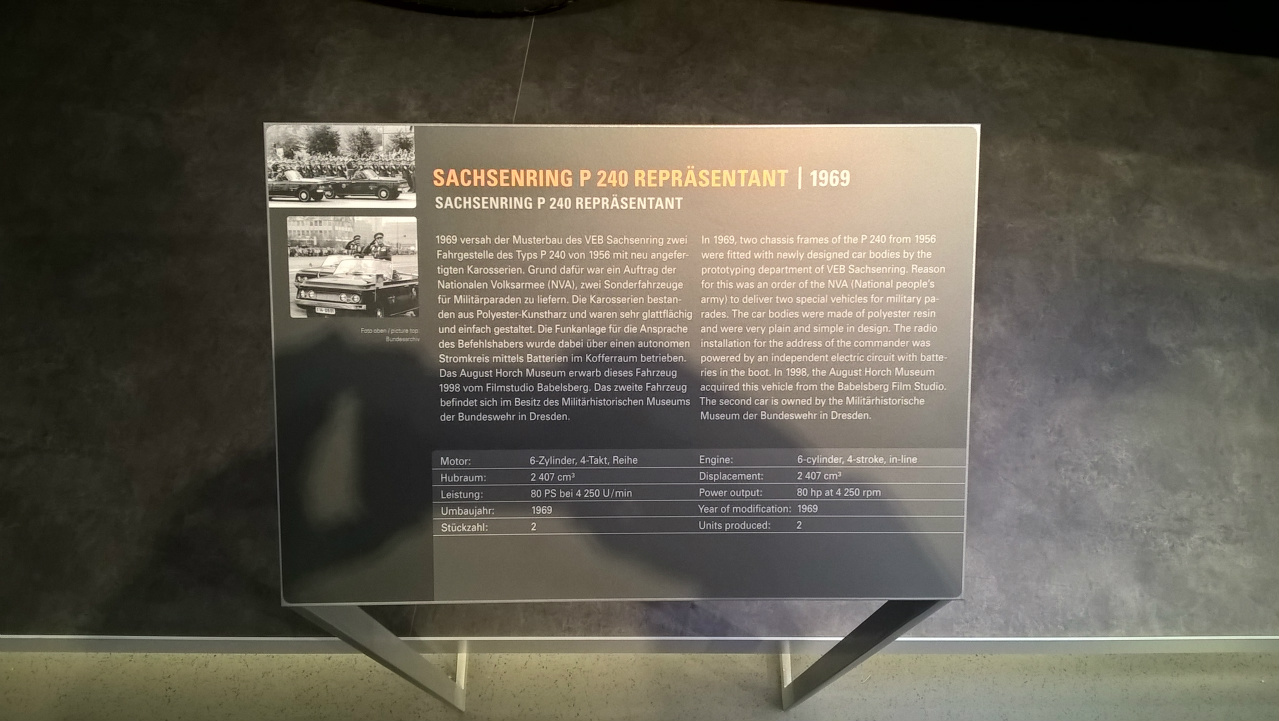 SACHSENRING P 240 REPRÄSENTANT | 1969
SACHSENRING P 240 REPRÄSENTANT
1969 versah der Musterbau des VEB Sachsenring zwei
Fahrgestelle des Typs P 240 von 1956 mit neu angefer-
tigten Karosserien. Grund dafür war ein Auftrag der
Nationalen Volksarmee (NVA), zwei Sonderfahrzeuge
für Militärparaden zu liefern. Die Karosserien bestan-
den aus Polyester-Kunstharz und waren sehr glattflächig
und einfach gestaltet. Die Funkanlage für die Ansprache
des Befehlshabers wurde dabei über einen autonomen
Stromkreis mittels Batterien im Kofferraum betrieben.
Das August Horch Museum erwarb dieses Fahrzeug
1998 vom Filmstudio Babelsberg. Das zweite Fahrzeug
befindet sich im Besitz des Militärhistorischen Museums
der Bundeswehr in Dresden.
In 1969, two chassis frames of the P 240 from 1956
were fitted with newly designed car bodies by the
prototyping department of VEB Sachsenring. Reason
for this was an order of the NVA (National people's
army) to deliver two special vehicles for military pa-
rades. The car bodies were made of polyester resin
and were very plain and simple in design. The radio
installation for the address of the commander was
powered by an independent electric circuit with batte-
ries in the boot. In 1998, the August Horch Museum
acquired this vehicle from the Babelsberg Film Studio.
The second car is owned by the Militärhistorische
Museum der Bundeswehr in Dresden.
Foto oben / picture top:
Bundesarchiv
Motor: 6-Zylinder, 4-Takt, Reihe
Hubraum: 2 407 cm³
Leistung: 80 PS bei 4 250 U/min
Umbaujahr: 1969
Stückzahl: 2
Engine: 6-cylinder, 4-stroke, in-line
Displacement: 2 407 cm³
Power output: 80 hp at 4 250 rpm
Year of modification: 1969
Units produced: 2